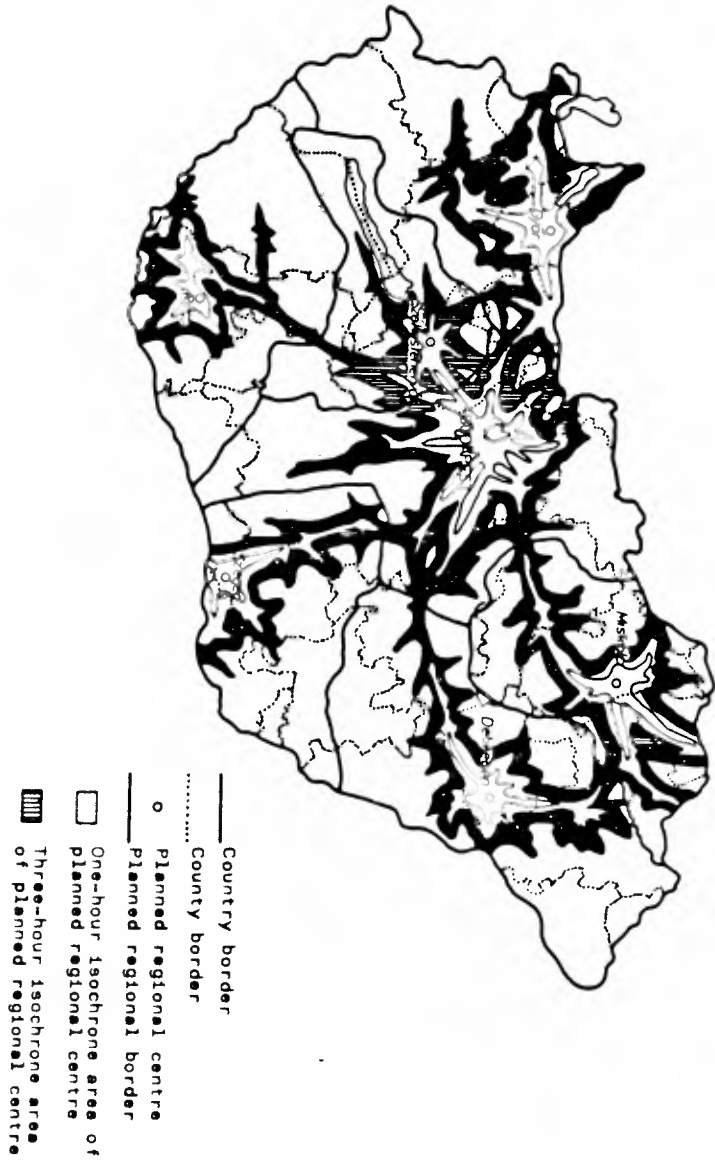 Country border
County border
Planned regional centre
Planned regional border
One-hour isochrone area of
planned regional centre
Three-hour isochrone area
of planned regional centre